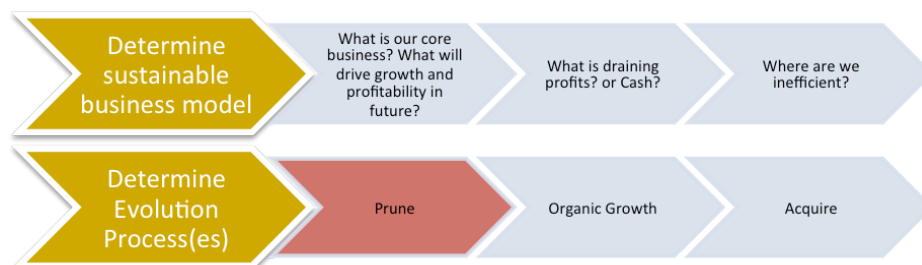 Determine
sustainable
business model
What is our core
business? What will
drive growth and
profitability in
future?
What is draining
profits? or Cash?
Where are we
inefficient?
Determine
Evolution
Process(es)
Prune
Organic Growth
Acquire